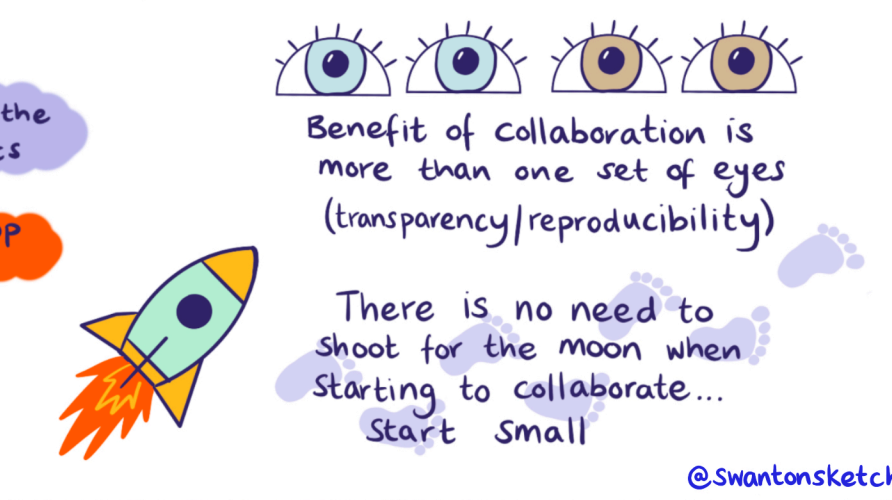 the
Benefit of collaboration is
more than one set of eyes
(transparency/reproducibility)
There is no need to
shoot for the moon when
starting to collaborate...
Start small
@swantonsketch